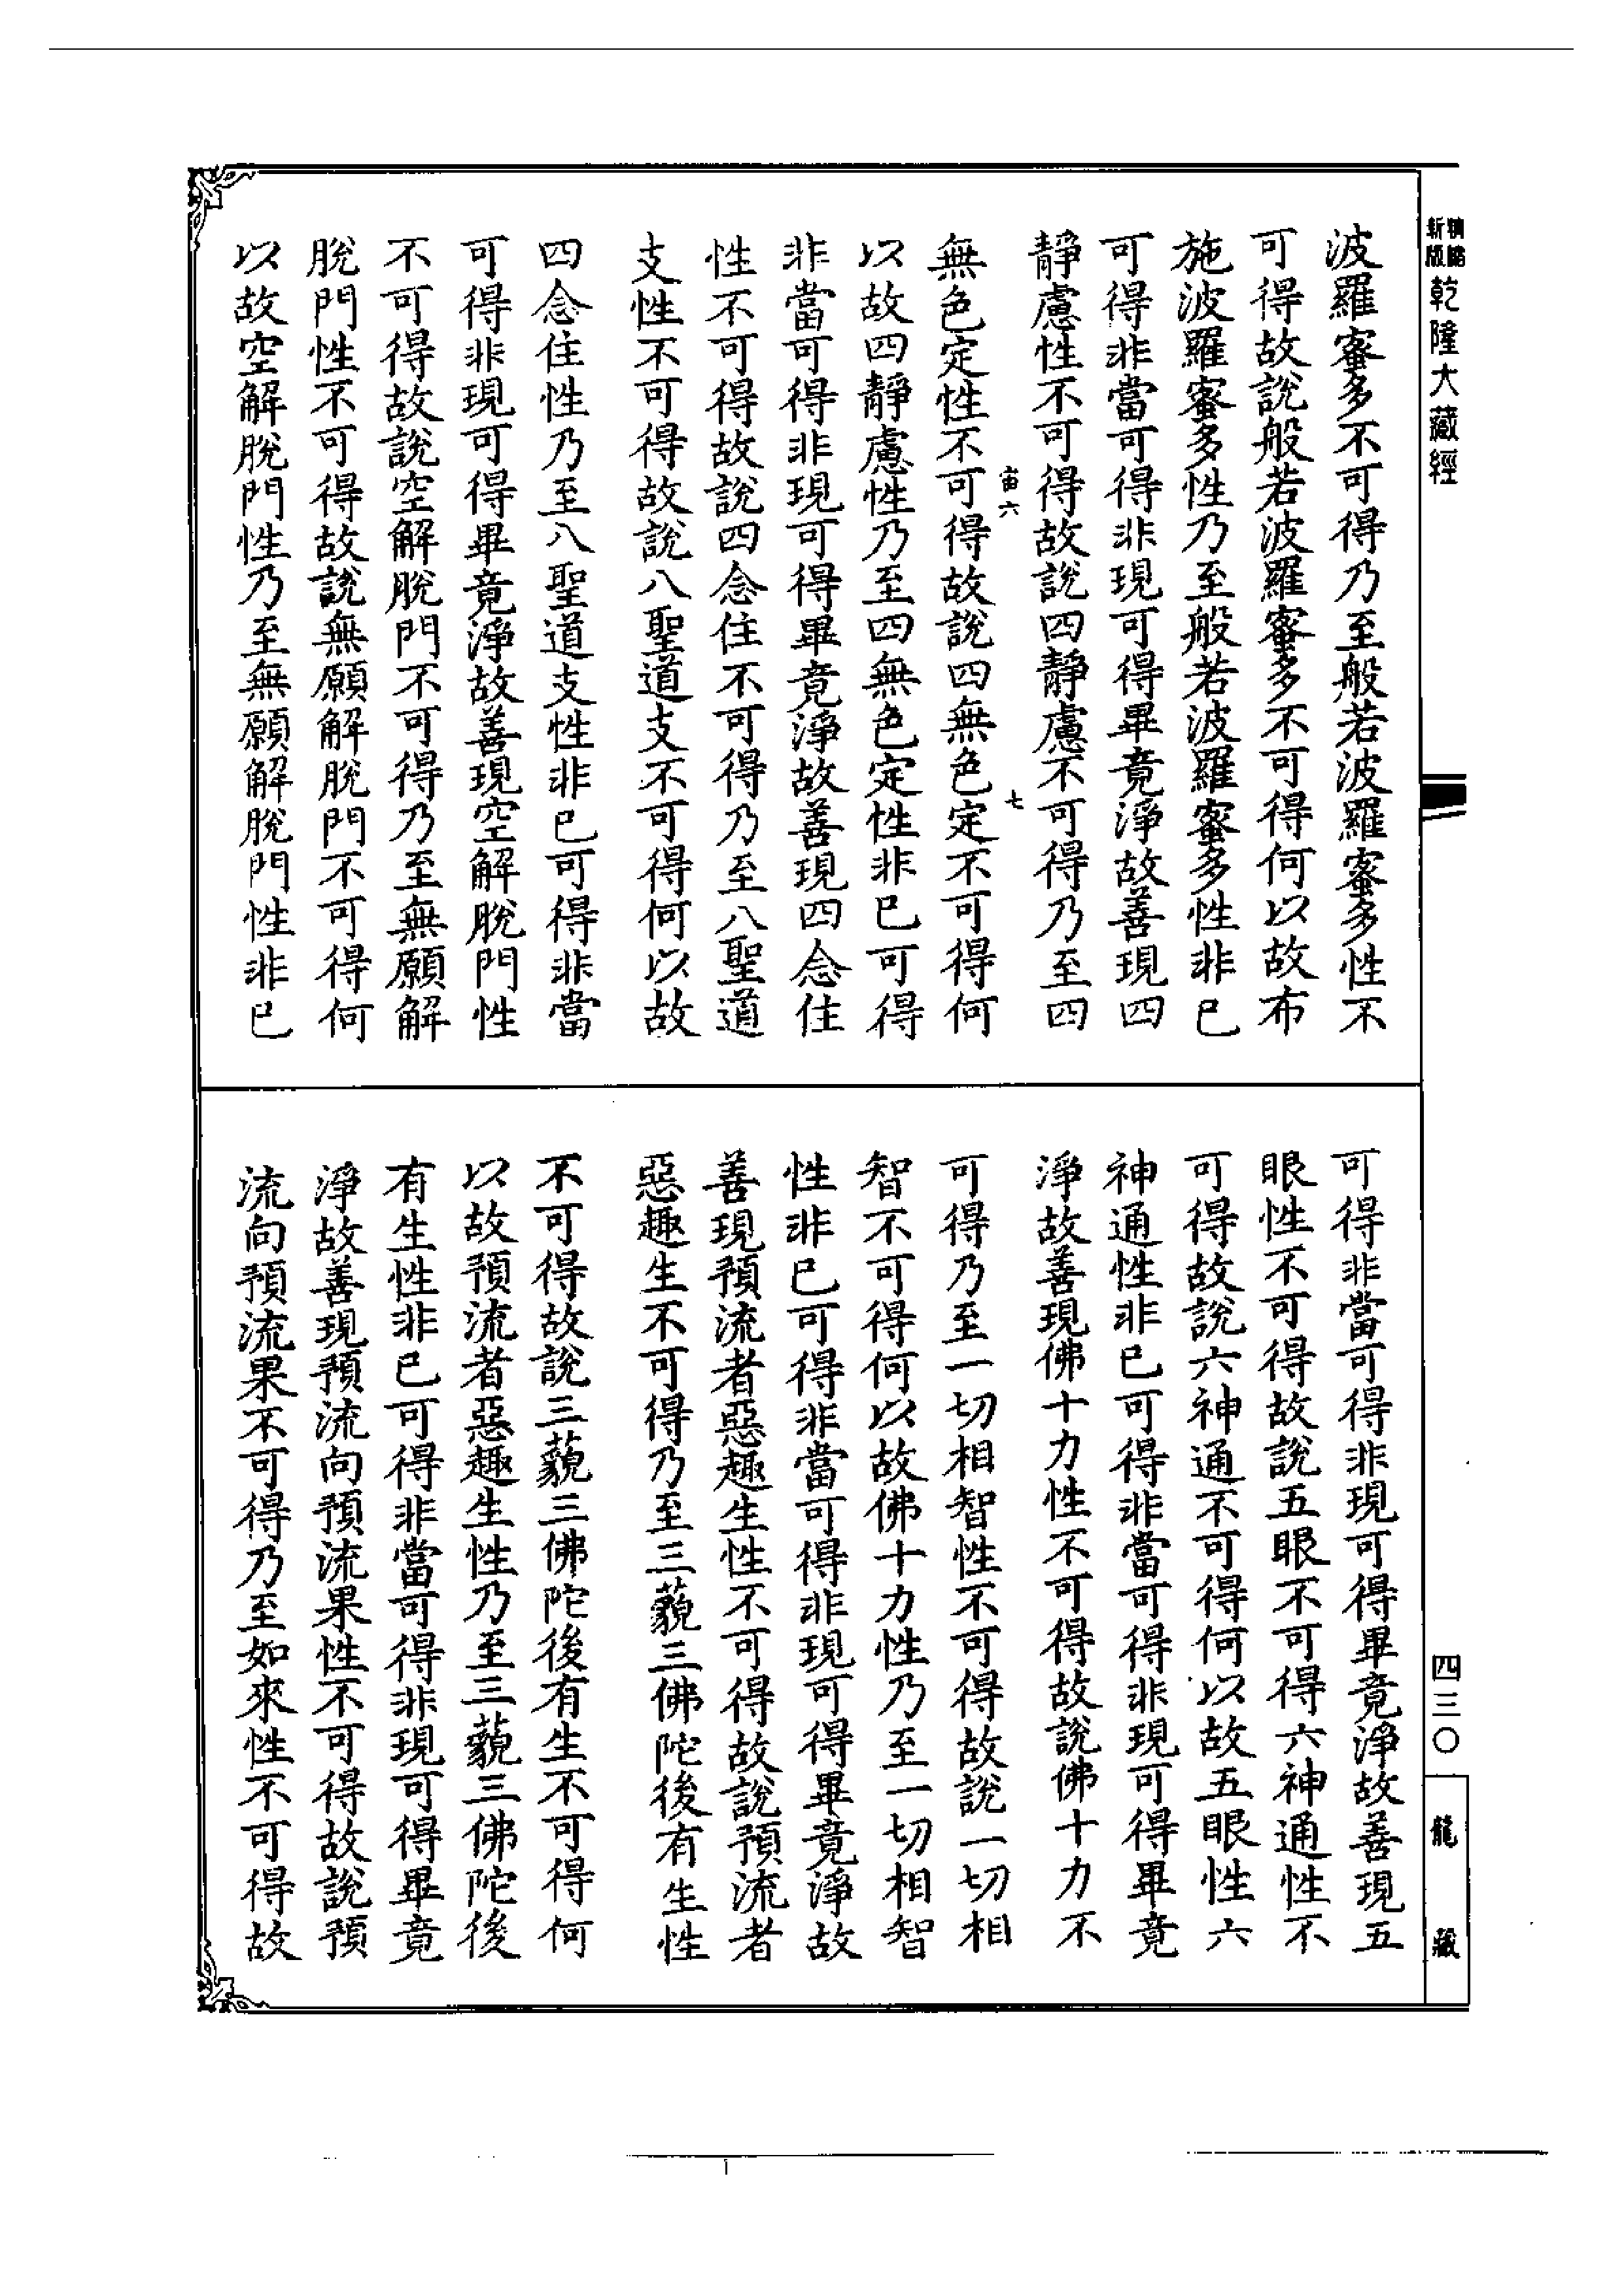 新版 精縮 乾隆大藏經
波羅蜜多不可得乃至般若波羅蜜多性不
可得故說般若波羅蜜多不可得何以故布
施波羅蜜多性乃至般若波羅蜜多性非已
可得非當可得非現可得畢竟淨故善現四
靜慮性不可得故說四靜慮不可得乃至四
宙六 七
無色定性不可得故說四無色定不可得何
以故四靜慮性乃至四無色定性非已可得
非當可得非現可得畢竟淨故善現四念住
性不可得故說四念住不可得乃至八聖道
支性不可得故說八聖道支不可得何以故
四念住性乃至八聖道支性非已可得非當
可得非現可得畢竟淨故善現空解脫門性
不可得故說空解脫門不可得乃至無願解
脫門性不可得故說無願解脫門不可得何
以故空解脫門性乃至無願解脫門性非已
可得非當可得非現可得畢竟淨故善現五
眼性不可得故說五眼不可得六神通性不
可得故說六神通不可得何以故五眼性六
神通性非已可得非當可得非現可得畢竟
淨故善現佛十力性不可得故說佛十力不
可得乃至一切相智性不可得故說一切相
智不可得何以故佛十力性乃至一切相智
性非已可得非當可得非現可得畢竟淨故
善現預流者惡趣生性不可得故說預流者
惡趣生不可得乃至三藐三佛陀後有生性
不可得故說三藐三佛陀後有生不可得何
以故預流者惡趣生性乃至三藐三佛陀後
有生性非已可得非當可得非現可得畢竟
淨故善現預流向預流果性不可得故說預
流向預流果不可得乃至如來性不可得故
四三〇
龍藏